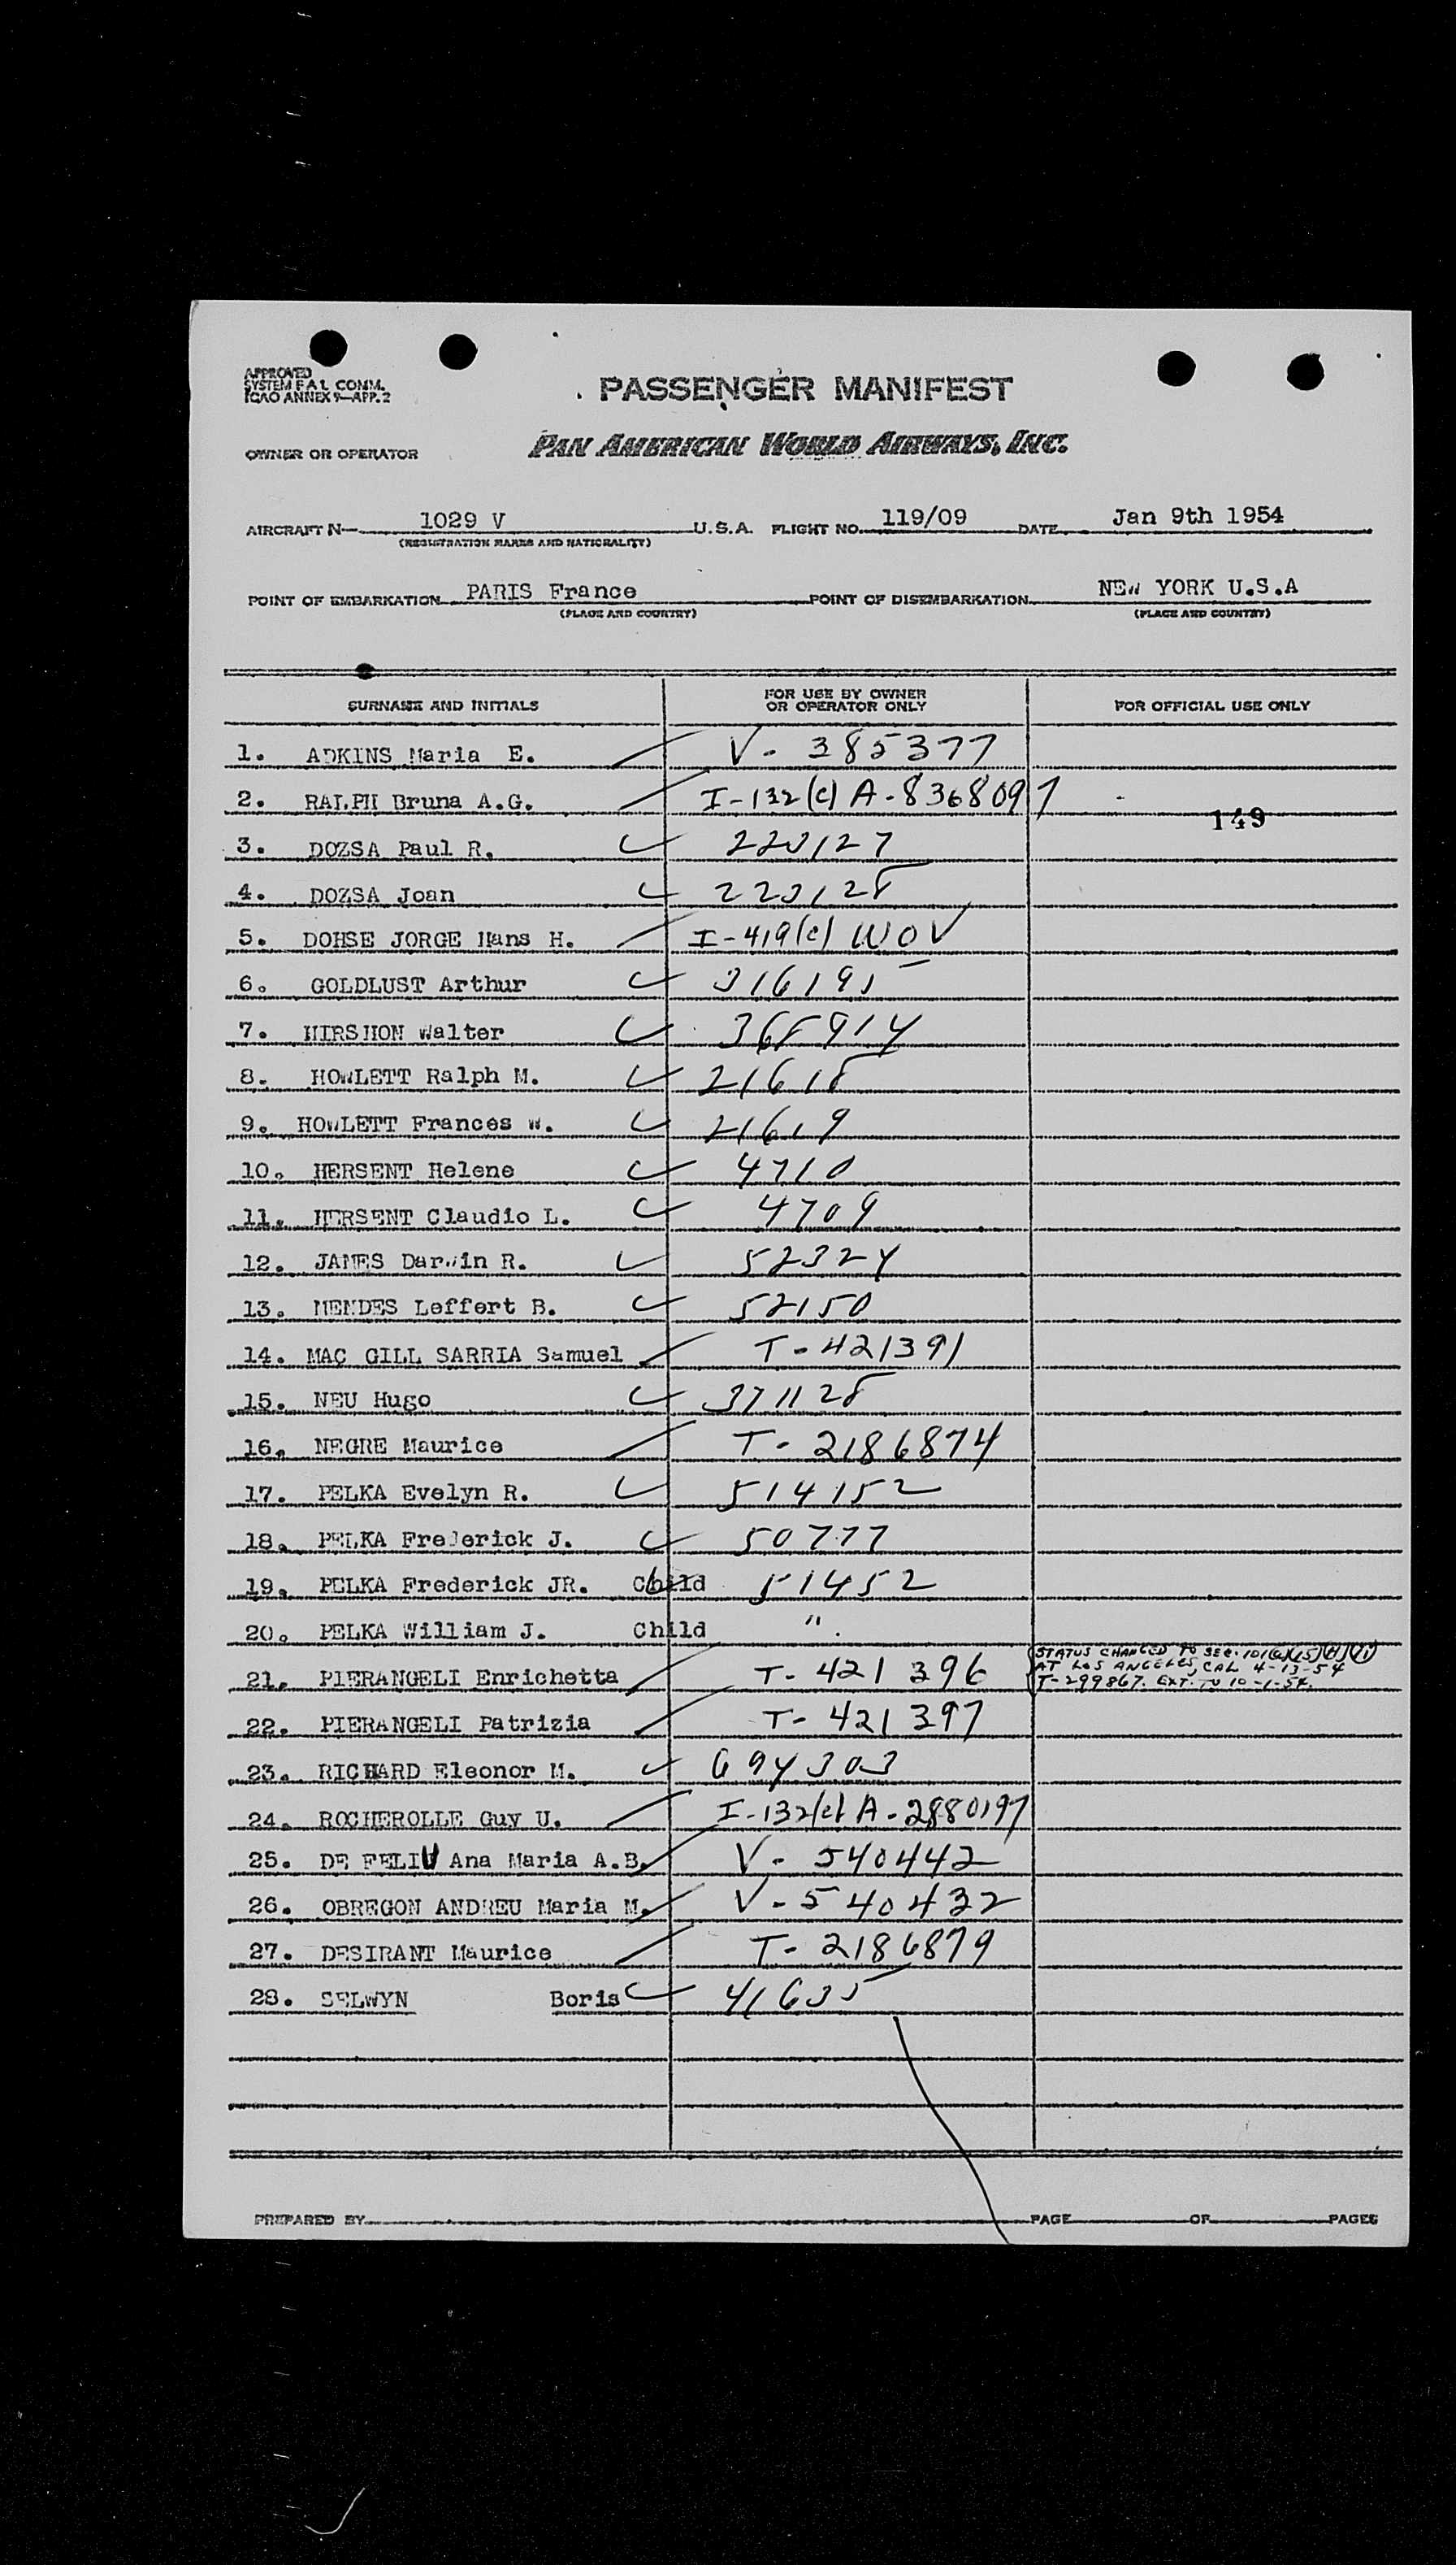 APPROVED
SYSTEM F A L COMM.
ICAO ANNEX 9—APP. 2
PASSENGER MANIFEST
OWNER OR OPERATOR PAN AMERICAN WORLD AIRWAYS, INC.
AIRCRAFT N— 1029 V U.S.A. FLIGHT NO. 119/09 DATE Jan 9th 1954
(REGISTRATION MARKS AND NATIONALITY)
POINT OF EMBARKATION PARIS France POINT OF DISEMBARKATION NEW YORK U.S.A
(PLACE AND COUNTRY) (PLACE AND COUNTRY)
SURNAME AND INITIALS FOR USE BY OWNER OR OPERATOR ONLY FOR OFFICIAL USE ONLY
1. ADKINS Maria E. V- 385377
2. RALPH Bruna A.G. I-132(c) A-8368097
149
3. DOZSA Paul R. 220127
4. DOZSA Joan 220128
5. DOHSE JORGE Hans H. I-419(c) WOV
6. GOLDLUST Arthur 316195
7. HIRSHON Walter 368914
8. HOWLETT Ralph M. 21618
9. HOWLETT Frances W. 21619
10. HERSENT Helene 4710
11. HERSENT Claudio L. 4709
12. JAMES Darwin R. 52324
13. MENDES Leffert B. 52150
14. MAC GILL SARRIA Samuel T-421391
15. NEU Hugo 371128
16. NEGRE Maurice T-2186874
17. PELKA Evelyn R. 514152
18. PELKA Frederick J. 50777
19. PELKA Frederick JR. Child 51452
20. PELKA William J. Child "
21. PIERANGELI Enrichetta T-421396 STATUS CHANGED TO SEC. 101(a)(15)(H)(i)
AT LOS ANGELES, CAL 4-13-54
T-299867. EXT. TO 10-1-54.
22. PIERANGELI Patrizia T-421397
23. RICHARD Eleonor M. 694303
24. ROCHEROLLE Guy U. I-132(c) A-2880197
25. DE FELIU Ana Maria A.B. V-540442
26. OBREGON ANDREU Maria M. V-540432
27. DESIRANT Maurice T-2186879
28. SELWYN Boris 41635
PREPARED BY PAGE OF PAGES